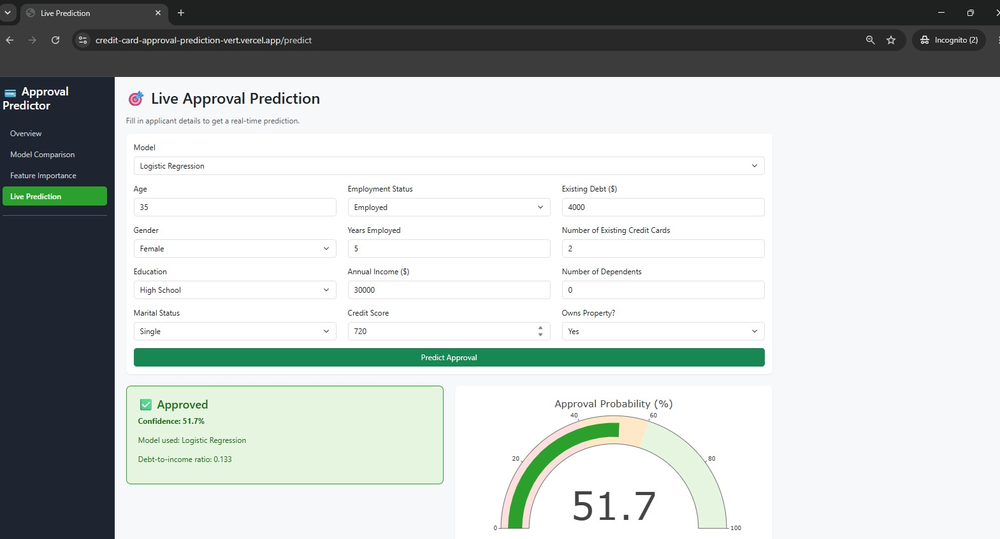 Live Prediction
credit-card-approval-prediction-vert.vercel.app/predict
Incognito (2)
Approval
Predictor
Overview
Model Comparison
Feature Importance
Live Prediction
Live Approval Prediction
Fill in applicant details to get a real-time prediction.
Model
Logistic Regression
Age
Employment Status
Existing Debt ($)
35
Employed
4000
Gender
Years Employed
Number of Existing Credit Cards
Female
5
2
Education
Annual Income ($)
Number of Dependents
High School
30000
0
Marital Status
Credit Score
Owns Property?
Single
720
Yes
Predict Approval
Approved
Confidence: 51.7%
Model used: Logistic Regression
Debt-to-income ratio: 0.133
Approval Probability (%)
0
20
40
60
80
100
51.7